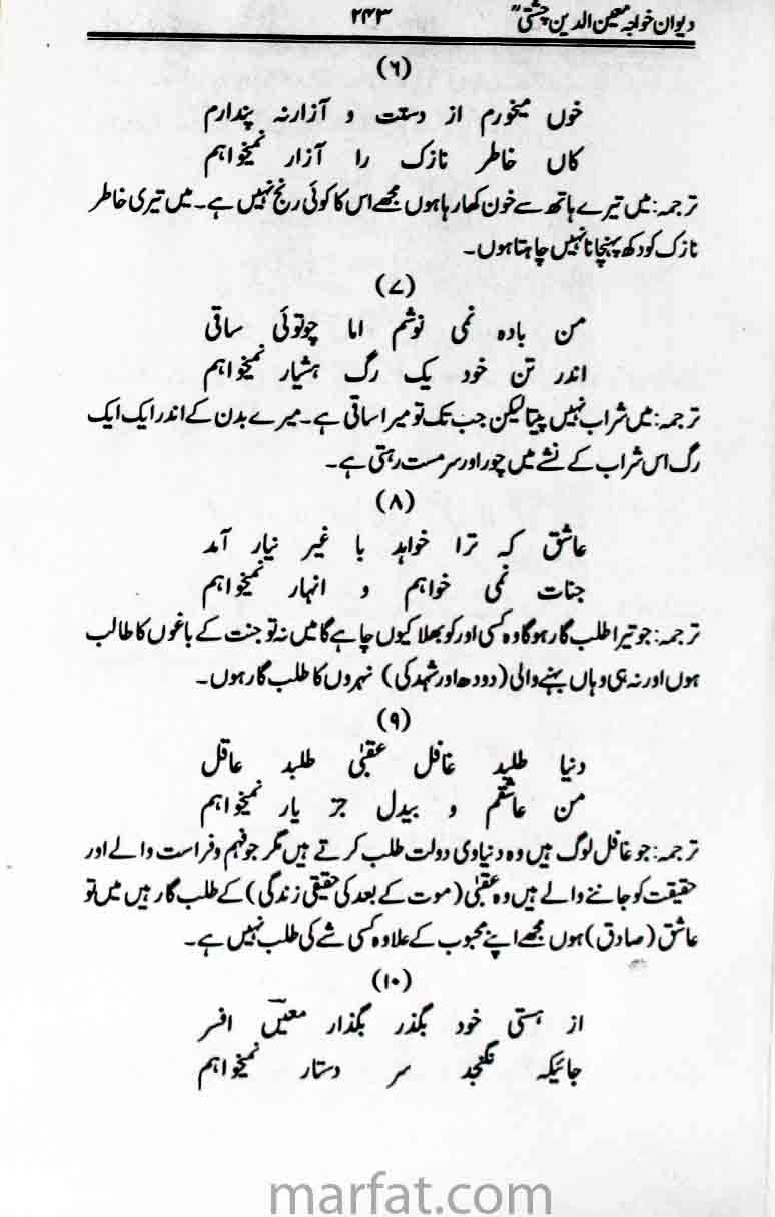 دیوان خواجہ معین الدین چشتیؒ ۲۴۳
(۶)
خوں میخورم از دستت و آزارنہ پندارم
کاں خاطر نازک را آزار نمیخواہم
ترجمہ: میں تیرے ہاتھ سے خون کھا رہا ہوں مجھے اس کا کوئی رنج نہیں ہے۔ میں تیری خاطر
نازک کو دکھ پہنچانا نہیں چاہتا ہوں۔
(۷)
من بادہ نمی نوشم اما چوتوئی ساقی
اندر تن خود یک رگ ہشیار نمیخواہم
ترجمہ: میں شراب نہیں پیتا لیکن جب تک تو میرا ساقی ہے۔ میرے بدن کے اندر ایک ایک
رگ اس شراب کے نشے میں چور اور سرمست رہتی ہے۔
(۸)
عاشق کہ ترا خواہد با غیر نیار آمد
جنات نمی خواہم و انہار نمیخواہم
ترجمہ: جو تیرا طلب گار ہوگا وہ کسی اور کو بھلا کیوں چاہے گا میں نہ تو جنت کے باغوں کا طالب
ہوں اور نہ ہی وہاں بہنے والی (دودھ اور شہد کی) نہروں کا طلب گار ہوں۔
(۹)
دنیا طلبد غافل عقبیٰ طلبد عاقل
من عاشقم و بیدل جز یار نمیخواہم
ترجمہ: جو غافل لوگ ہیں وہ دنیاوی دولت طلب کرتے ہیں مگر جو فہم و فراست والے اور
حقیقت کو جاننے والے ہیں وہ عقبیٰ (موت کے بعد کی حقیقی زندگی) کے طلب گار ہیں میں تو
عاشق (صادق) ہوں مجھے اپنے محبوب کے علاوہ کسی شے کی طلب نہیں ہے۔
(۱۰)
از ہستی خود بگذر بگذار معیںؔ افسر
جائیکہ نگنجد سر دستار نمیخواہم
marfat.com